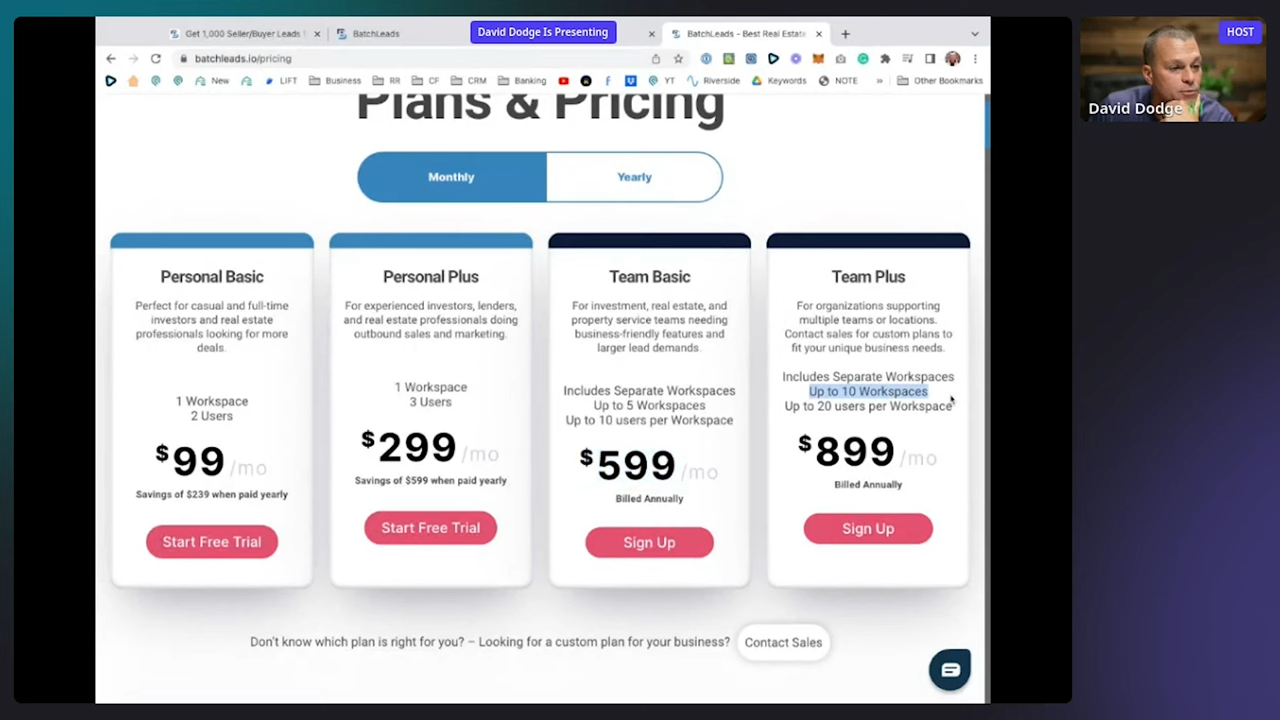 Get 1,000 Seller/Buyer Leads
BatchLeads
David Dodge Is Presenting
BatchLeads - Best Real Estate
batchleads.io/pricing
New
LIFT
Business
RR
CF
CRM
Banking
YT
Riverside
Keywords
NOTE
»
Other Bookmarks
HOST
David Dodge
Plans & Pricing
Monthly
Yearly
Personal Basic
Perfect for casual and full-time
investors and real estate
professionals looking for more
deals.
1 Workspace
2 Users
$99/mo
Savings of $239 when paid yearly
Start Free Trial
Personal Plus
For experienced investors, lenders,
and real estate professionals doing
outbound sales and marketing.
1 Workspace
3 Users
$299/mo
Savings of $599 when paid yearly
Start Free Trial
Team Basic
For investment, real estate, and
property service teams needing
business-friendly features and
larger lead demands.
Includes Separate Workspaces
Up to 5 Workspaces
Up to 10 users per Workspace
$599/mo
Billed Annually
Sign Up
Team Plus
For organizations supporting
multiple teams or locations.
Contact sales for custom plans to
fit your unique business needs.
Includes Separate Workspaces
Up to 10 Workspaces
Up to 20 users per Workspace
$899/mo
Billed Annually
Sign Up
Don't know which plan is right for you? – Looking for a custom plan for your business?
Contact Sales